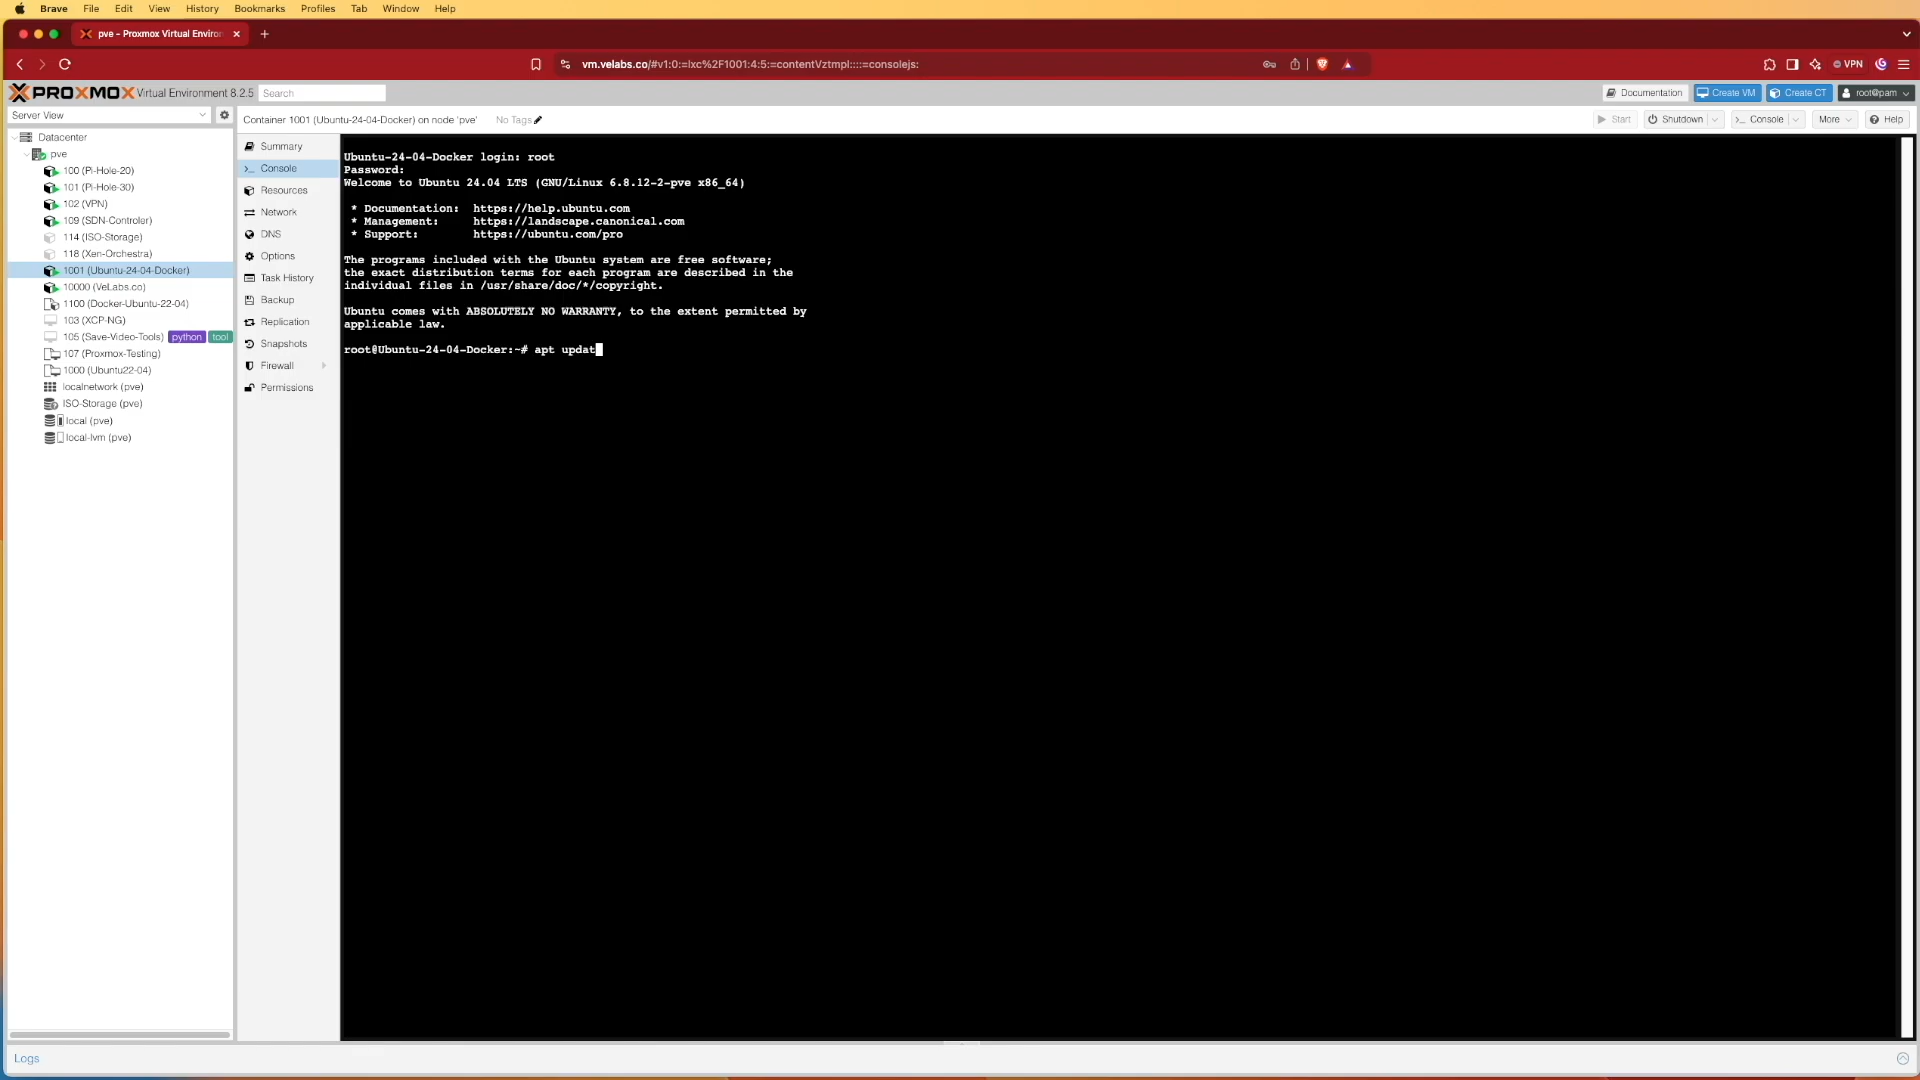 Brave File Edit View History Bookmarks Profiles Tab Window Help
pve - Proxmox Virtual Environ
vm.velabs.co/#v1:0:=lxc%2F1001:4:5:=contentVztmpl::::=consolejs:
VPN
PROXMOX Virtual Environment 8.2.5 Search
Documentation Create VM Create CT root@pam
Server View
Container 1001 (Ubuntu-24-04-Docker) on node 'pve' No Tags
Start Shutdown Console More Help
Datacenter
pve
100 (Pi-Hole-20)
101 (Pi-Hole-30)
102 (VPN)
109 (SDN-Controler)
114 (ISO-Storage)
118 (Xen-Orchestra)
1001 (Ubuntu-24-04-Docker)
10000 (VeLabs.co)
1100 (Docker-Ubuntu-22-04)
103 (XCP-NG)
105 (Save-Video-Tools) python tool
107 (Proxmox-Testing)
1000 (Ubuntu22-04)
localnetwork (pve)
ISO-Storage (pve)
local (pve)
local-lvm (pve)
Summary
Console
Resources
Network
DNS
Options
Task History
Backup
Replication
Snapshots
Firewall
Permissions
Ubuntu-24-04-Docker login: root
Password:
Welcome to Ubuntu 24.04 LTS (GNU/Linux 6.8.12-2-pve x86_64)
* Documentation: https://help.ubuntu.com
* Management: https://landscape.canonical.com
* Support: https://ubuntu.com/pro
The programs included with the Ubuntu system are free software;
the exact distribution terms for each program are described in the
individual files in /usr/share/doc/*/copyright.
Ubuntu comes with ABSOLUTELY NO WARRANTY, to the extent permitted by
applicable law.
root@Ubuntu-24-04-Docker:~# apt updat
Logs